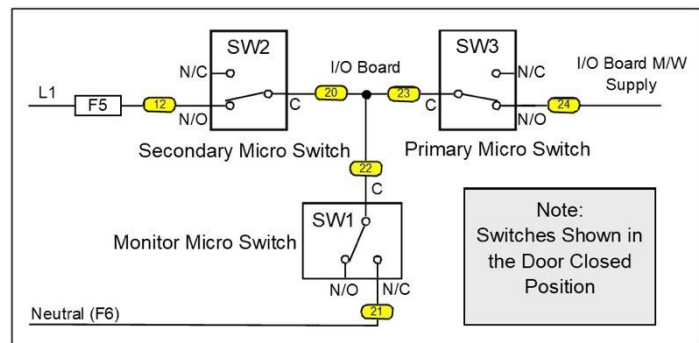 SW2
SW3
N/C
I/O Board
N/C
I/O Board M/W
Supply
L1
F5
12
N/O
C
20
23
C
N/O
24
Secondary Micro Switch
Primary Micro Switch
22
C
SW1
Monitor Micro Switch
N/O
N/C
Note:
Switches Shown in
the Door Closed
Position
Neutral (F6)
21